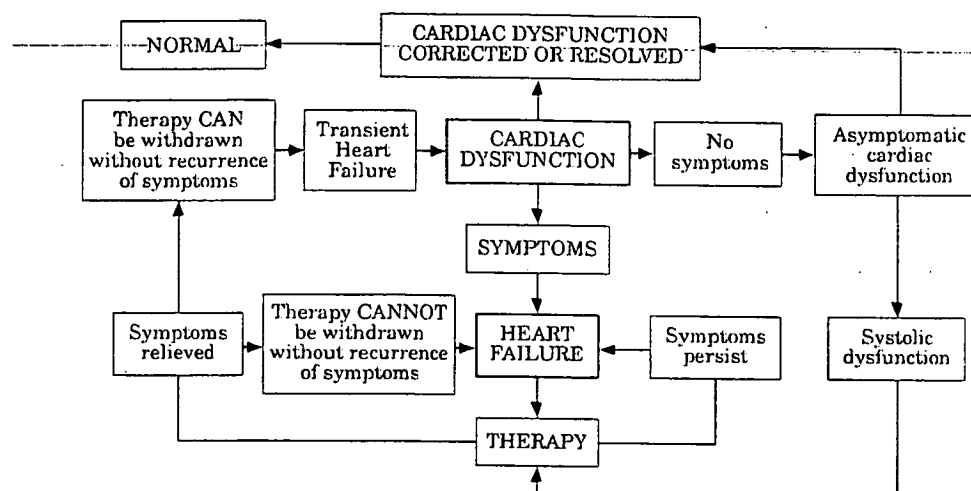 NORMAL
CARDIAC DYSFUNCTION
CORRECTED OR RESOLVED
Therapy CAN
be withdrawn
without recurrence
of symptoms
Transient
Heart
Failure
CARDIAC
DYSFUNCTION
No
symptoms
Asymptomatic
cardiac
dysfunction
SYMPTOMS
Symptoms
relieved
Therapy CANNOT
be withdrawn
without recurrence
of symptoms
HEART
FAILURE
Symptoms
persist
Systolic
dysfunction
THERAPY